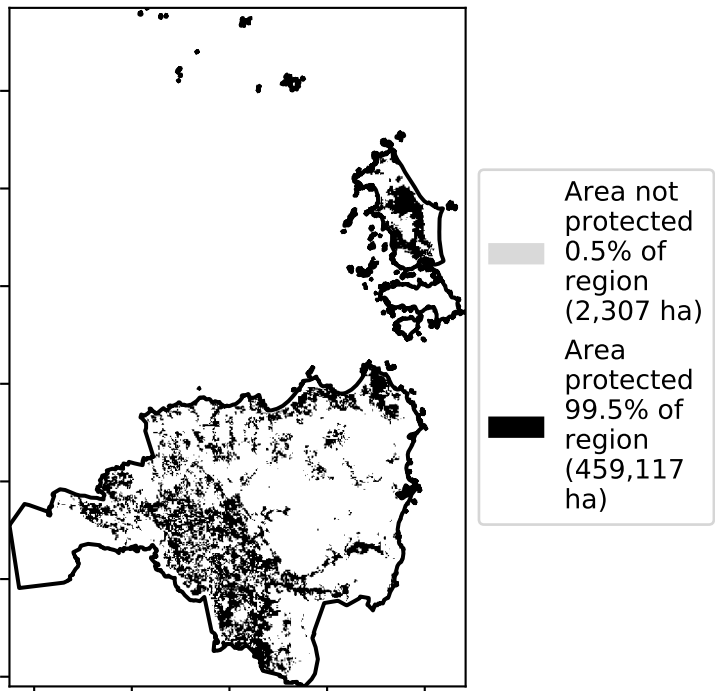 Area not
protected
0.5% of
region
(2,307 ha)
Area
protected
99.5% of
region
(459,117
ha)